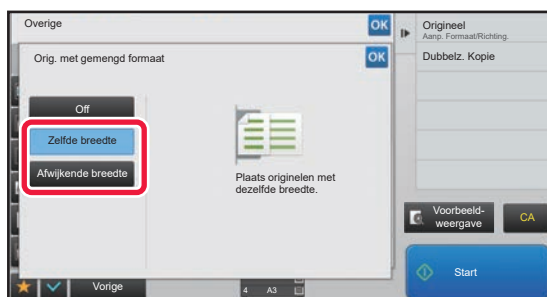 Overige
OK
Orig. met gemengd formaat
OK
Off
Zelfde breedte
Afwijkende breedte
Plaats originelen met
dezelfde breedte.
Vorige
4 A3
Origineel
Aanp. Formaat/Richting.
Dubbelz. Kopie
Voorbeeld-
weergave
CA
Start